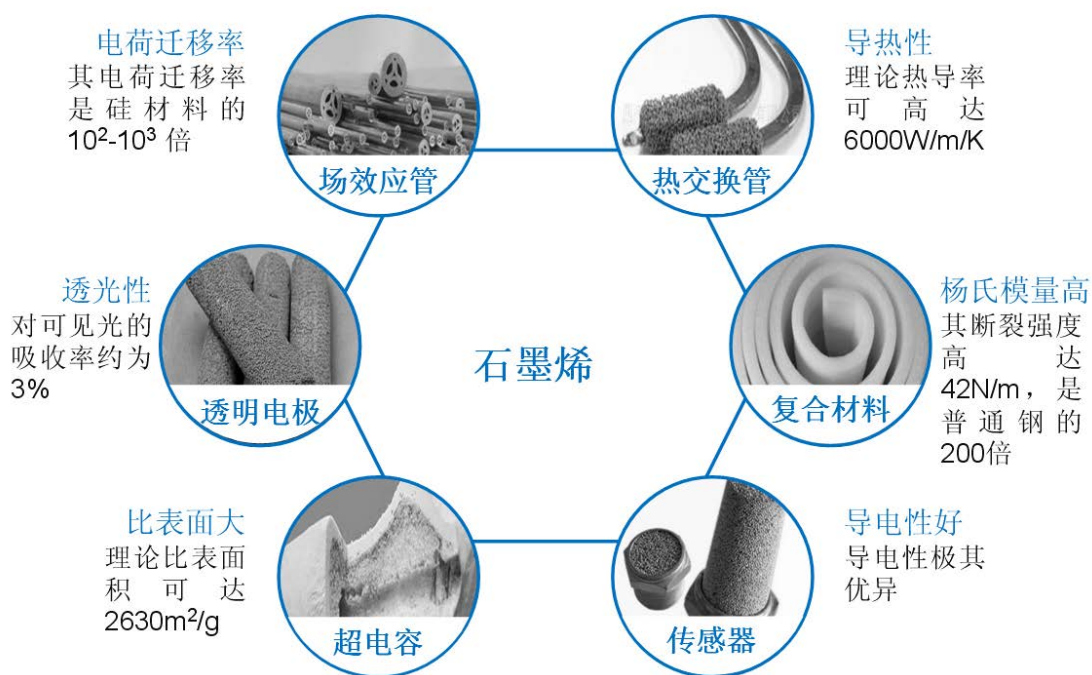 电荷迁移率
其电荷迁移率
是硅材料的
10²-10³ 倍
场效应管
导热性
理论热导率
可高达
6000W/m/K
热交换管
透光性
对可见光的
吸收率约为
3%
透明电极
石墨烯
杨氏模量高
其断裂强度
高达
42N/m，是
普通钢的
200倍
复合材料
比表面大
理论比表面
积可达
2630m²/g
超电容
导电性好
导电性极其
优异
传感器